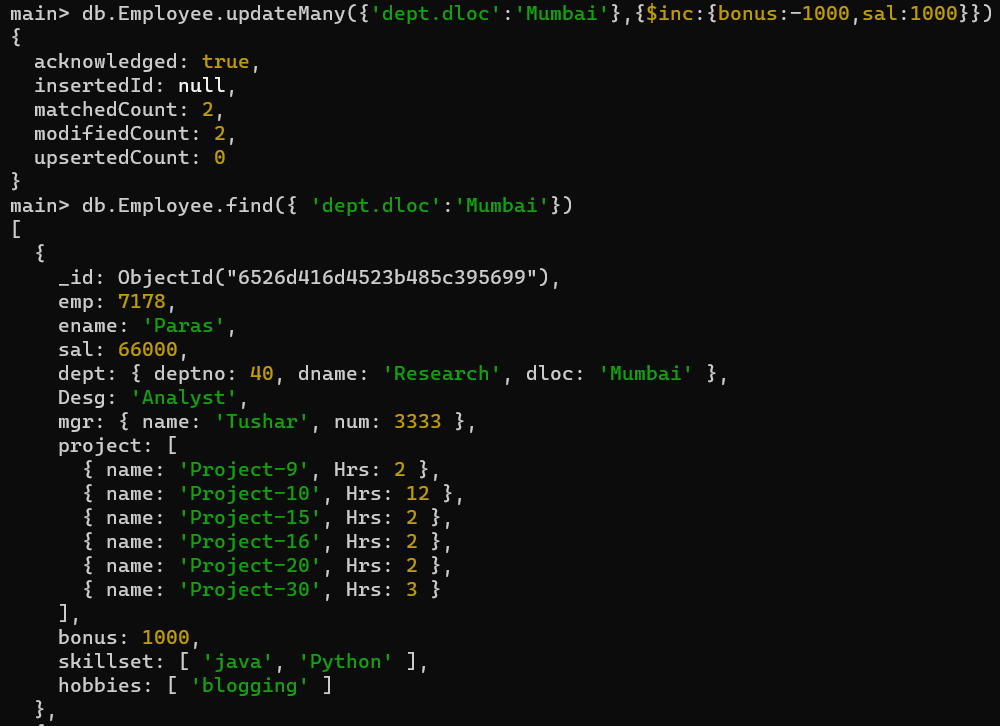 main> db.Employee.updateMany({'dept.dloc':'Mumbai'},{$inc:{bonus:-1000,sal:1000}})
{
  acknowledged: true,
  insertedId: null,
  matchedCount: 2,
  modifiedCount: 2,
  upsertedCount: 0
}
main> db.Employee.find({ 'dept.dloc':'Mumbai'})
[
  {
    _id: ObjectId("6526d416d4523b485c395699"),
    emp: 7178,
    ename: 'Paras',
    sal: 66000,
    dept: { deptno: 40, dname: 'Research', dloc: 'Mumbai' },
    Desg: 'Analyst',
    mgr: { name: 'Tushar', num: 3333 },
    project: [
      { name: 'Project-9', Hrs: 2 },
      { name: 'Project-10', Hrs: 12 },
      { name: 'Project-15', Hrs: 2 },
      { name: 'Project-16', Hrs: 2 },
      { name: 'Project-20', Hrs: 2 },
      { name: 'Project-30', Hrs: 3 }
    ],
    bonus: 1000,
    skillset: [ 'java', 'Python' ],
    hobbies: [ 'blogging' ]
  },